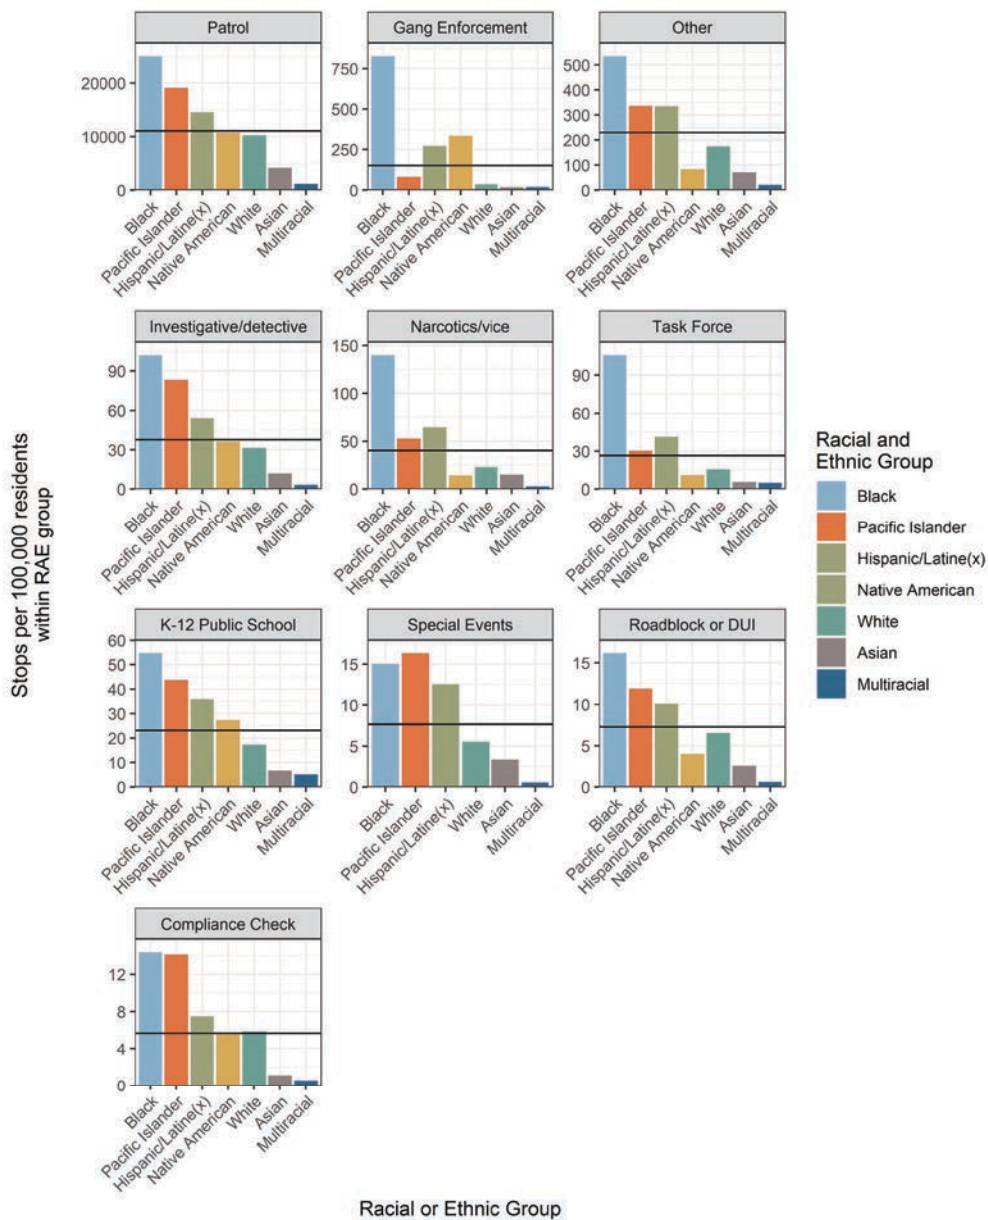 Patrol
20000
10000
0
Black
Pacific Islander
Hispanic/Latine(x)
Native American
White
Asian
Multiracial
Gang Enforcement
750
500
250
0
Black
Pacific Islander
Hispanic/Latine(x)
Native American
White
Asian
Multiracial
Other
500
400
300
200
100
0
Black
Pacific Islander
Hispanic/Latine(x)
Native American
White
Asian
Multiracial
Investigative/detective
90
60
30
0
Black
Pacific Islander
Hispanic/Latine(x)
Native American
White
Asian
Multiracial
Narcotics/vice
150
100
50
0
Black
Pacific Islander
Hispanic/Latine(x)
Native American
White
Asian
Multiracial
Task Force
90
60
30
0
Black
Pacific Islander
Hispanic/Latine(x)
Native American
White
Asian
Multiracial
K-12 Public School
60
50
40
30
20
10
0
Black
Pacific Islander
Hispanic/Latine(x)
Native American
White
Asian
Multiracial
Special Events
15
10
5
0
Black
Pacific Islander
Hispanic/Latine(x)
White
Asian
Multiracial
Roadblock or DUI
15
10
5
0
Black
Pacific Islander
Hispanic/Latine(x)
Native American
White
Asian
Multiracial
Compliance Check
12
8
4
0
Black
Pacific Islander
Hispanic/Latine(x)
Native American
White
Asian
Multiracial
Stops per 100,000 residents
within RAE group
Racial or Ethnic Group
Racial and
Ethnic Group
Black
Pacific Islander
Hispanic/Latine(x)
Native American
White
Asian
Multiracial